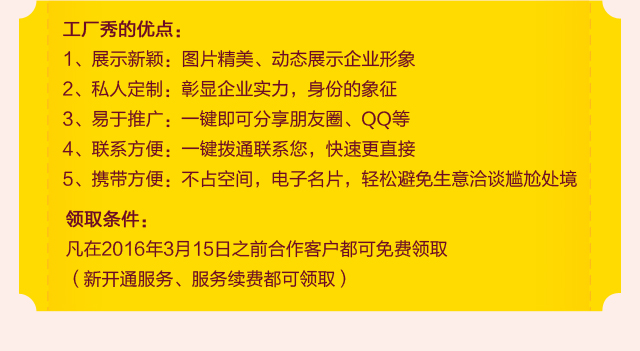 工厂秀的优点：
1、展示新颖：图片精美、动态展示企业形象
2、私人定制：彰显企业实力，身份的象征
3、易于推广：一键即可分享朋友圈、QQ等
4、联系方便：一键拨通联系您，快速更直接
5、携带方便：不占空间，电子名片，轻松避免生意洽谈尴尬处境
领取条件：
凡在2016年3月15日之前合作客户都可免费领取
（新开通服务、服务续费都可领取）